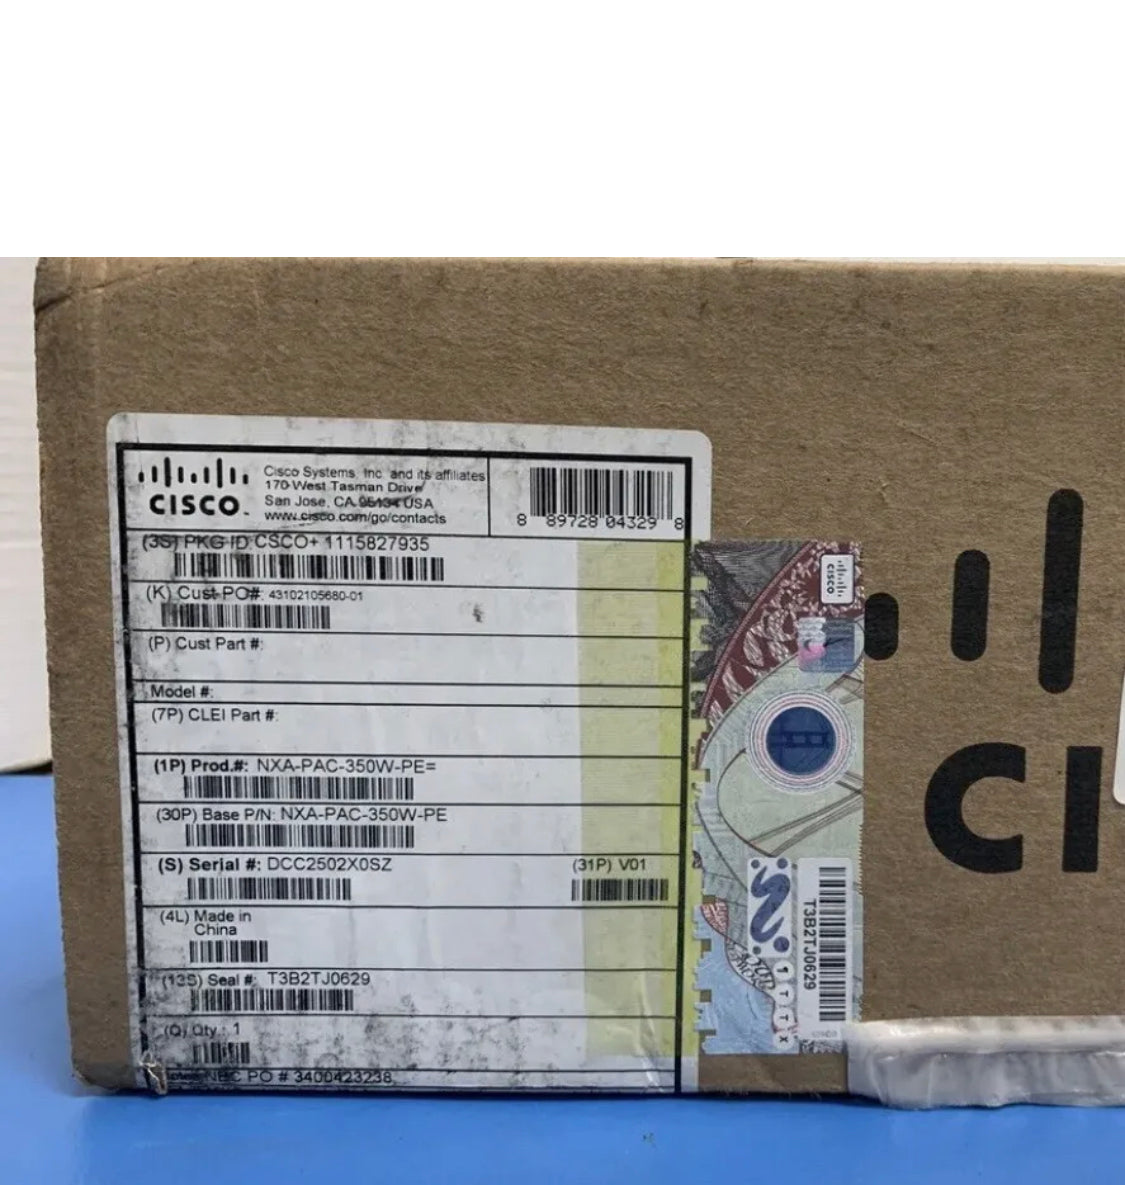 CISCO
Cisco Systems, Inc. and its affiliates
170 West Tasman Drive
San Jose, CA 95134 USA
www.cisco.com/go/contacts
8 89728 04329 8
(3S) PKG ID CSCO+ 1115827935
(K) Cust PO#: 43102105680-01
(P) Cust Part #:
Model #:
(7P) CLEI Part #:
(1P) Prod.#: NXA-PAC-350W-PE=
(30P) Base P/N: NXA-PAC-350W-PE
(S) Serial #: DCC2502X0SZ
(31P) V01
(4L) Made in
China
(13S) Seal #: T3B2TJ0629
(Q) Qty.: 1
NBC PO # 3400423238
CISCO
T3B2TJ0629
1 T T X
CI